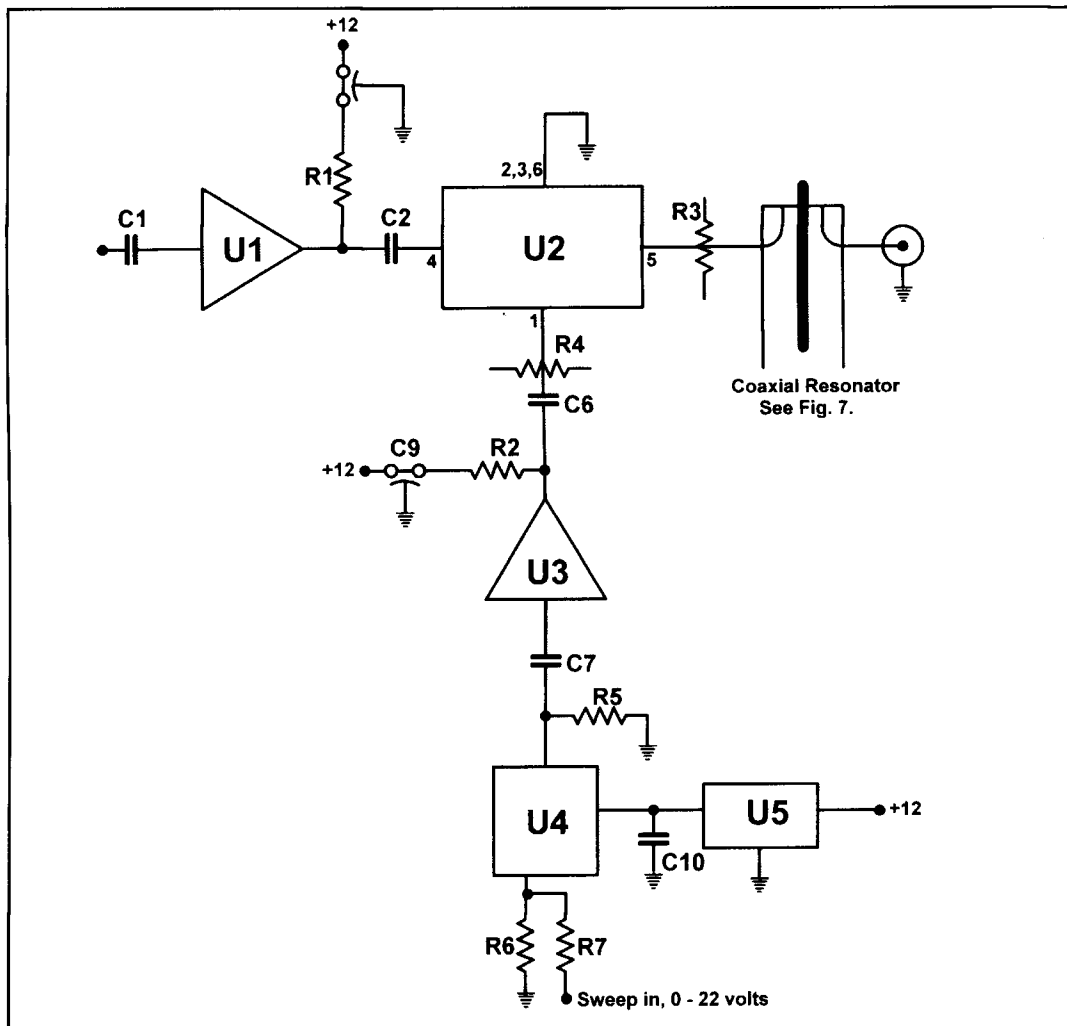 +12
R1
2,3,6
C1
U1
C2
4
U2
5
R3
1
R4
C6
Coaxial Resonator
See Fig. 7.
+12
C9
R2
U3
C7
R5
U4
U5
+12
C10
R6
R7
Sweep in, 0 - 22 volts